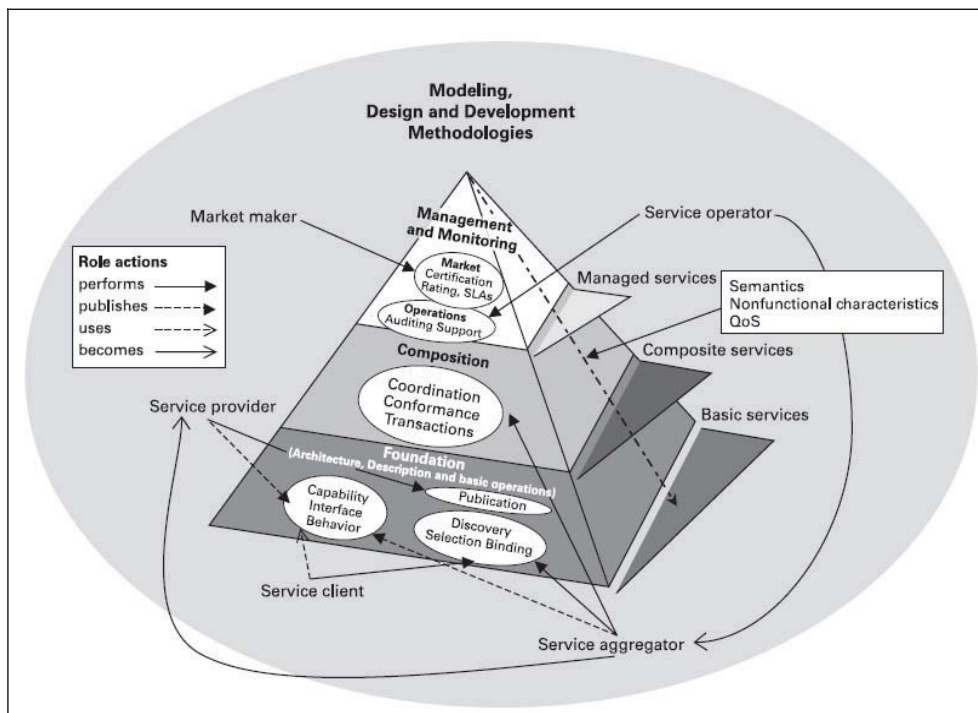 Modeling,
Design and Development
Methodologies
Market maker
Service operator
Management
and Monitoring
Role actions
performs
publishes
uses
becomes
Market
Certification
Rating, SLAs
Managed services
Semantics
Nonfunctional characteristics
QoS
Operations
Auditing Support
Composition
Composite services
Coordination
Conformance
Transactions
Service provider
Basic services
Foundation
(Architecture, Description and basic operations)
Capability
Interface
Behavior
Publication
Discovery
Selection Binding
Service client
Service aggregator